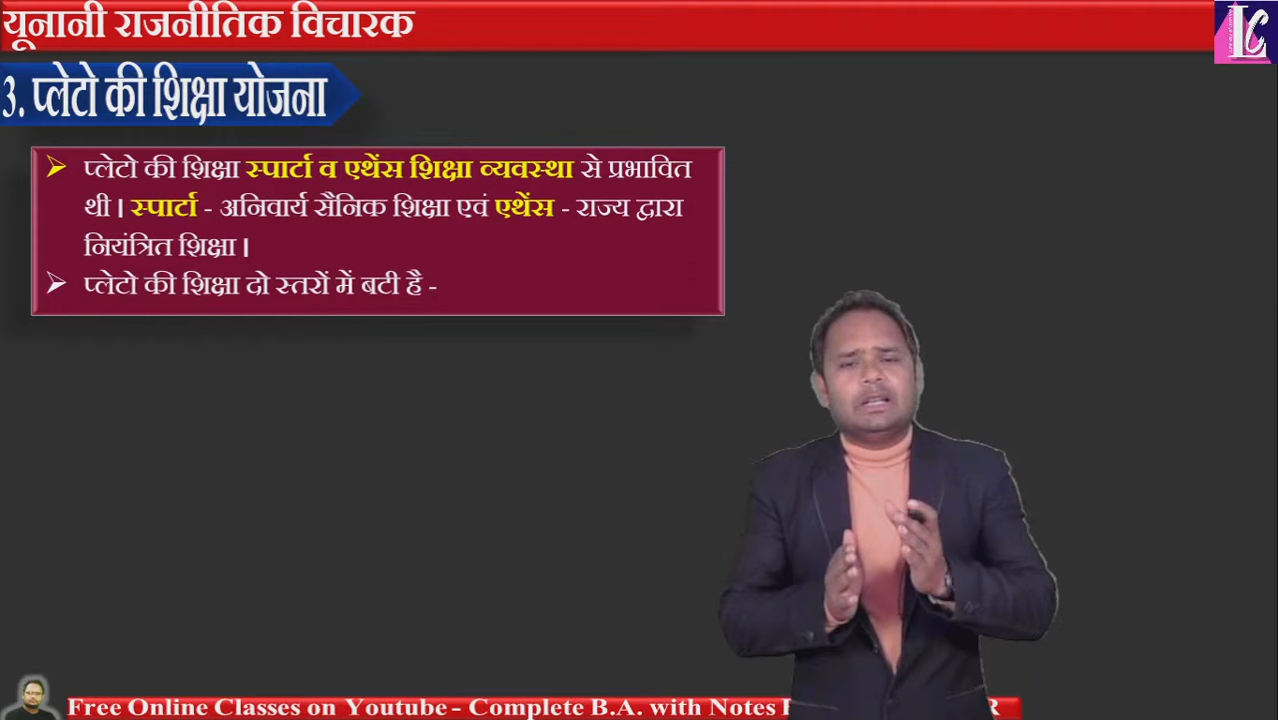 यूनानी राजनीतिक विचारक
LC
3. प्लेटो की शिक्षा योजना
➢ प्लेटो की शिक्षा स्पार्टा व एथेंस शिक्षा व्यवस्था से प्रभावित
थी । स्पार्टा - अनिवार्य सैनिक शिक्षा एवं एथेंस - राज्य द्वारा
नियंत्रित शिक्षा ।
➢ प्लेटो की शिक्षा दो स्तरों में बटी है -
Free Online Classes on Youtube - Complete B.A. with Notes